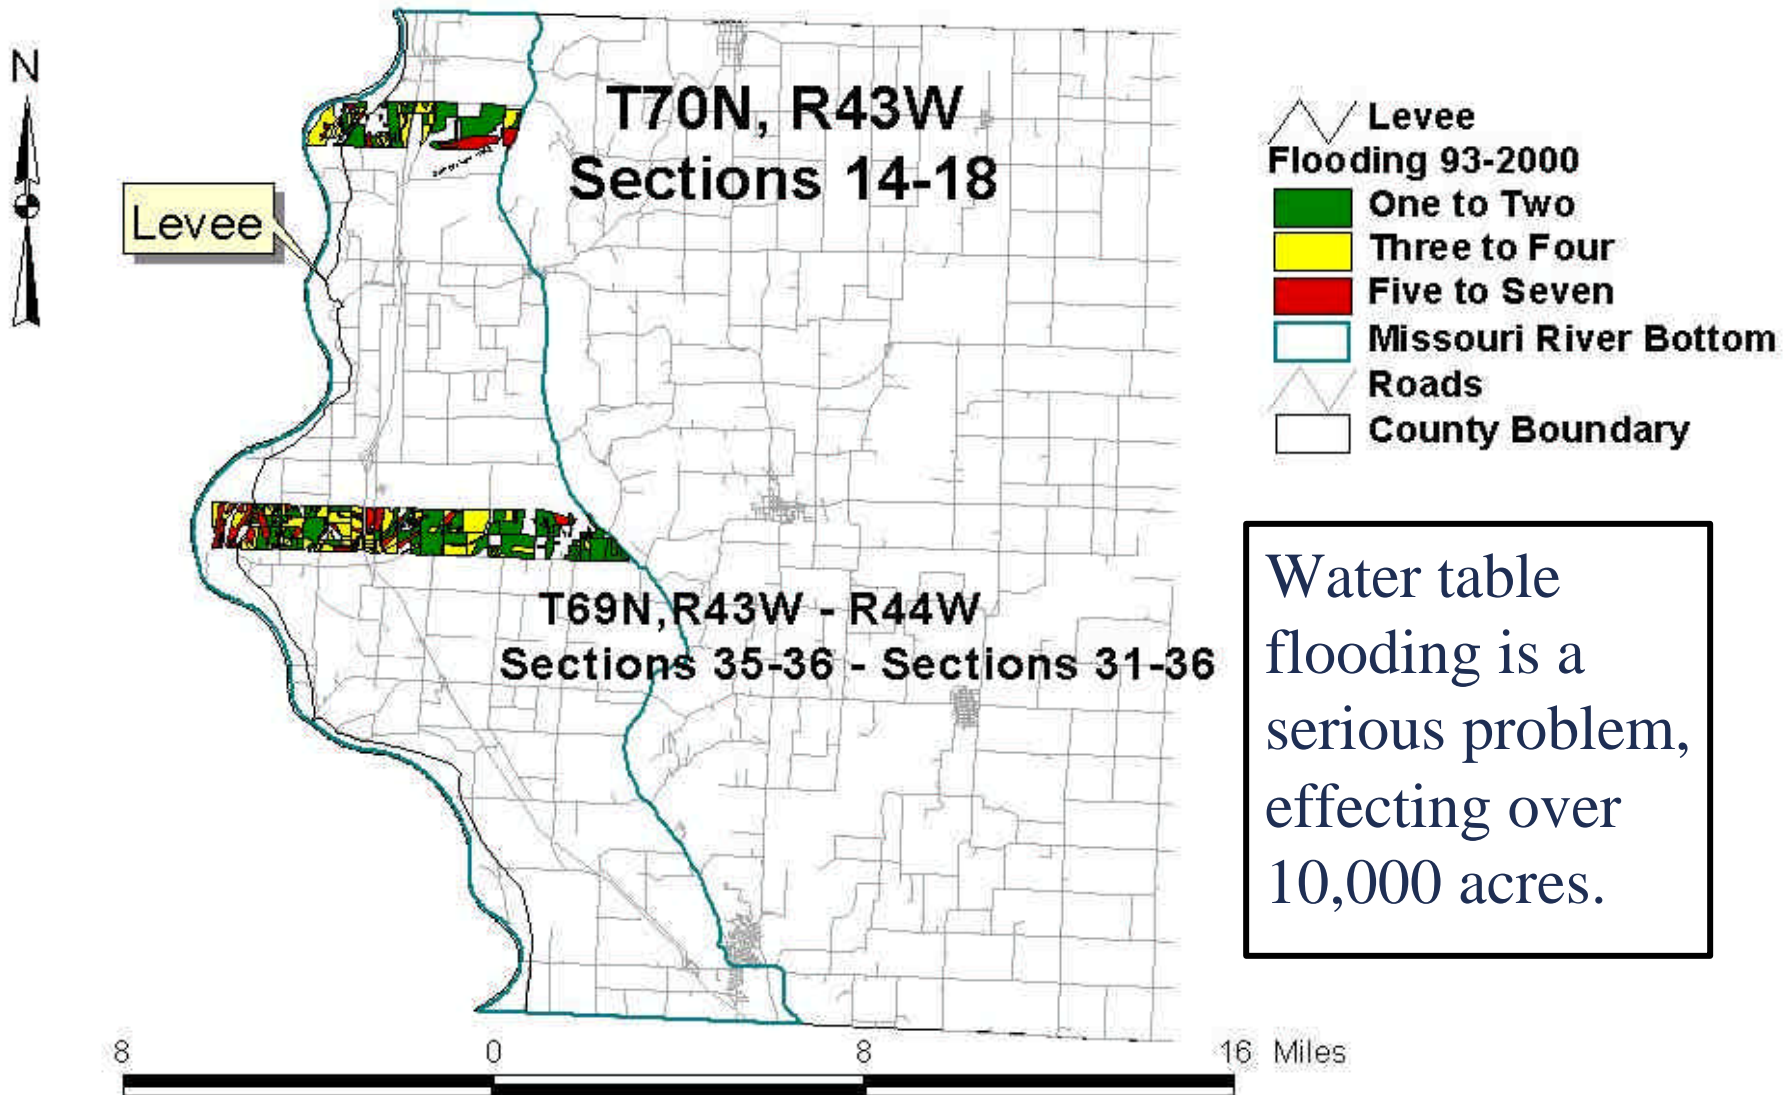 N
T70N, R43W
Sections 14-18
Levee
T69N,R43W - R44W
Sections 35-36 - Sections 31-36
Levee
Flooding 93-2000
One to Two
Three to Four
Five to Seven
Missouri River Bottom
Roads
County Boundary
Water table
flooding is a
serious problem,
effecting over
10,000 acres.
8 0 8 16 Miles